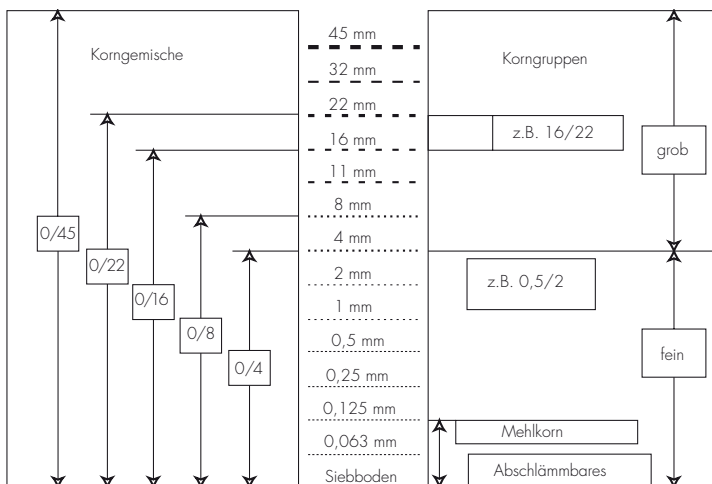 Korngemische
0/45
0/22
0/16
0/8
0/4
45 mm
32 mm
22 mm
16 mm
11 mm
8 mm
4 mm
2 mm
1 mm
0,5 mm
0,25 mm
0,125 mm
0,063 mm
Siebboden
Korngruppen
z.B. 16/22
grob
z.B. 0,5/2
fein
Mehlkorn
Abschlämmbares